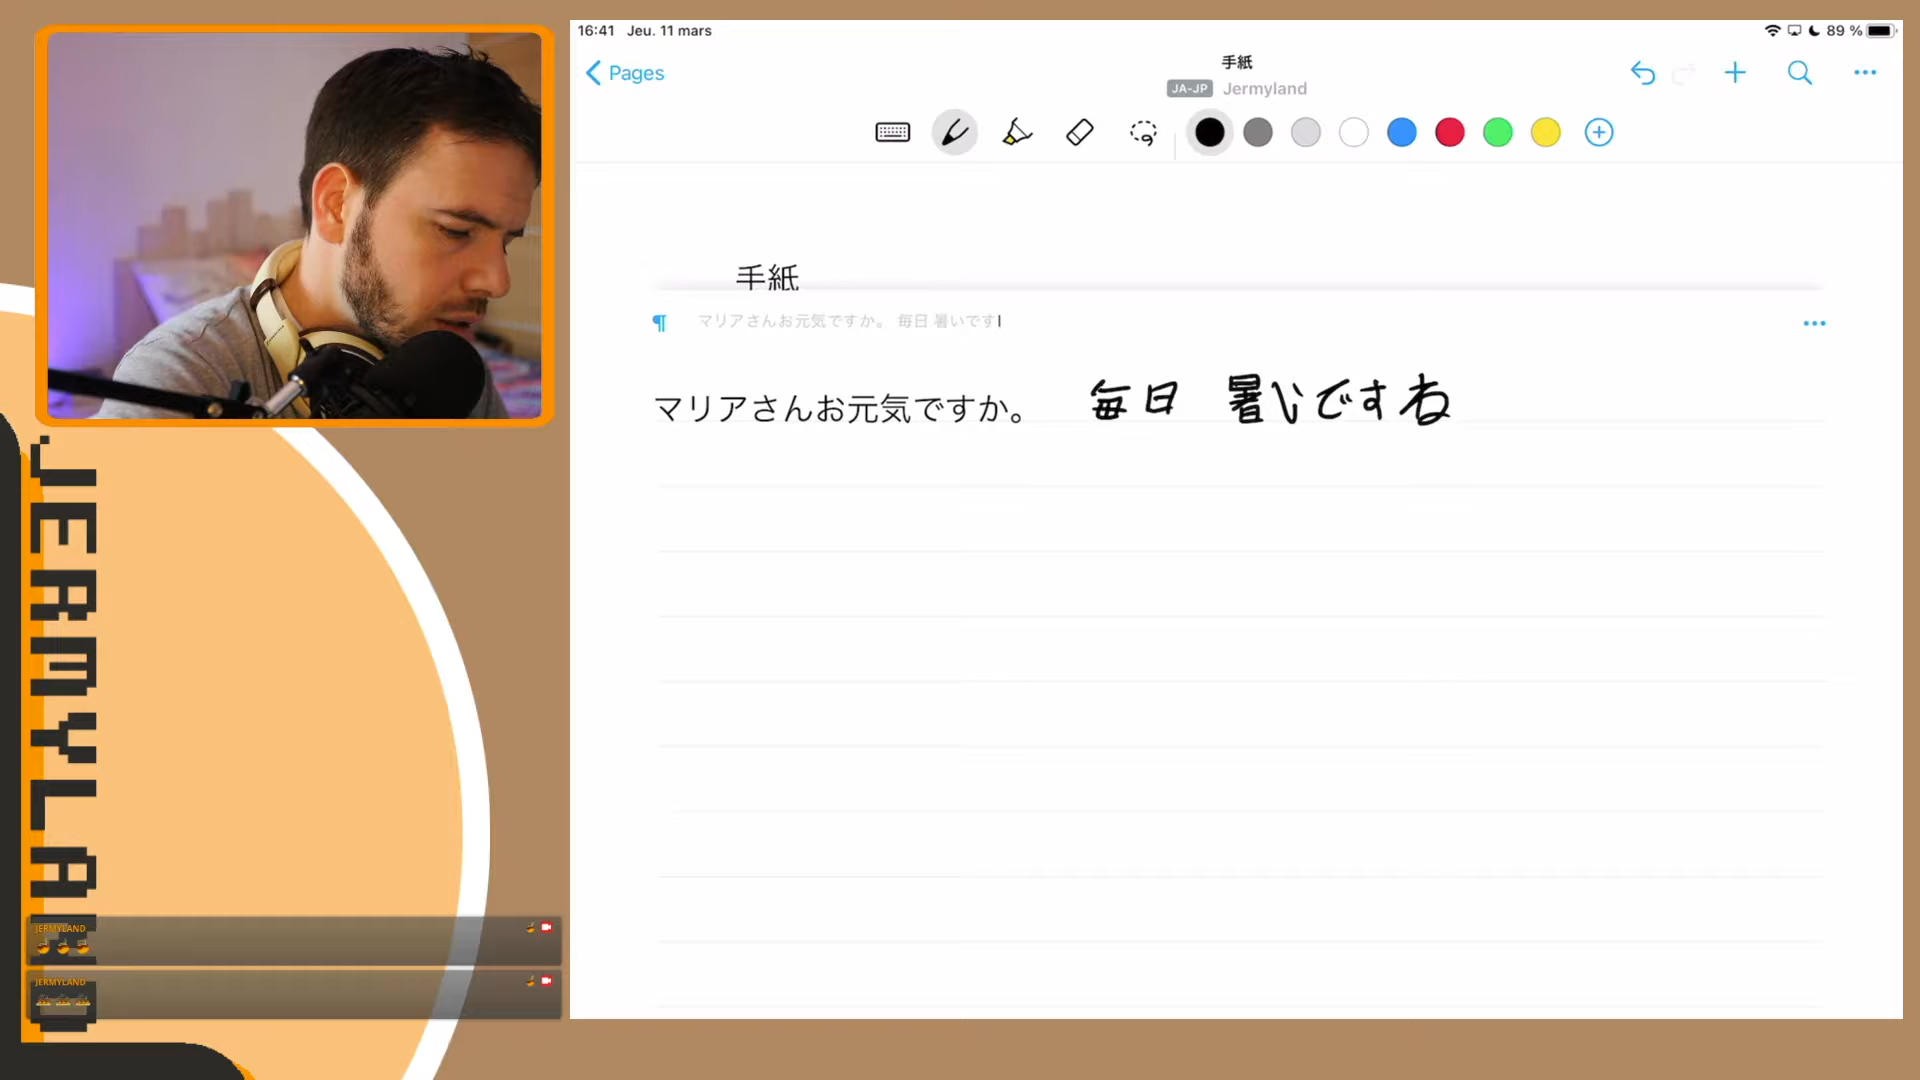 16:41 Jeu. 11 mars
89 %
Pages
手紙
JA-JP Jermyland
手紙
マリアさんお元気ですか。 毎日 暑いです
マリアさんお元気ですか。 毎日 暑いですね
JERMYLAND
JERMYLAND
JERMYLAND